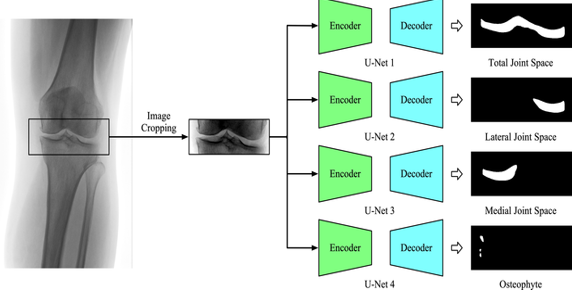 Image
Cropping
Encoder
Decoder
U-Net 1
Total Joint Space
Encoder
Decoder
U-Net 2
Lateral Joint Space
Encoder
Decoder
U-Net 3
Medial Joint Space
Encoder
Decoder
U-Net 4
Osteophyte